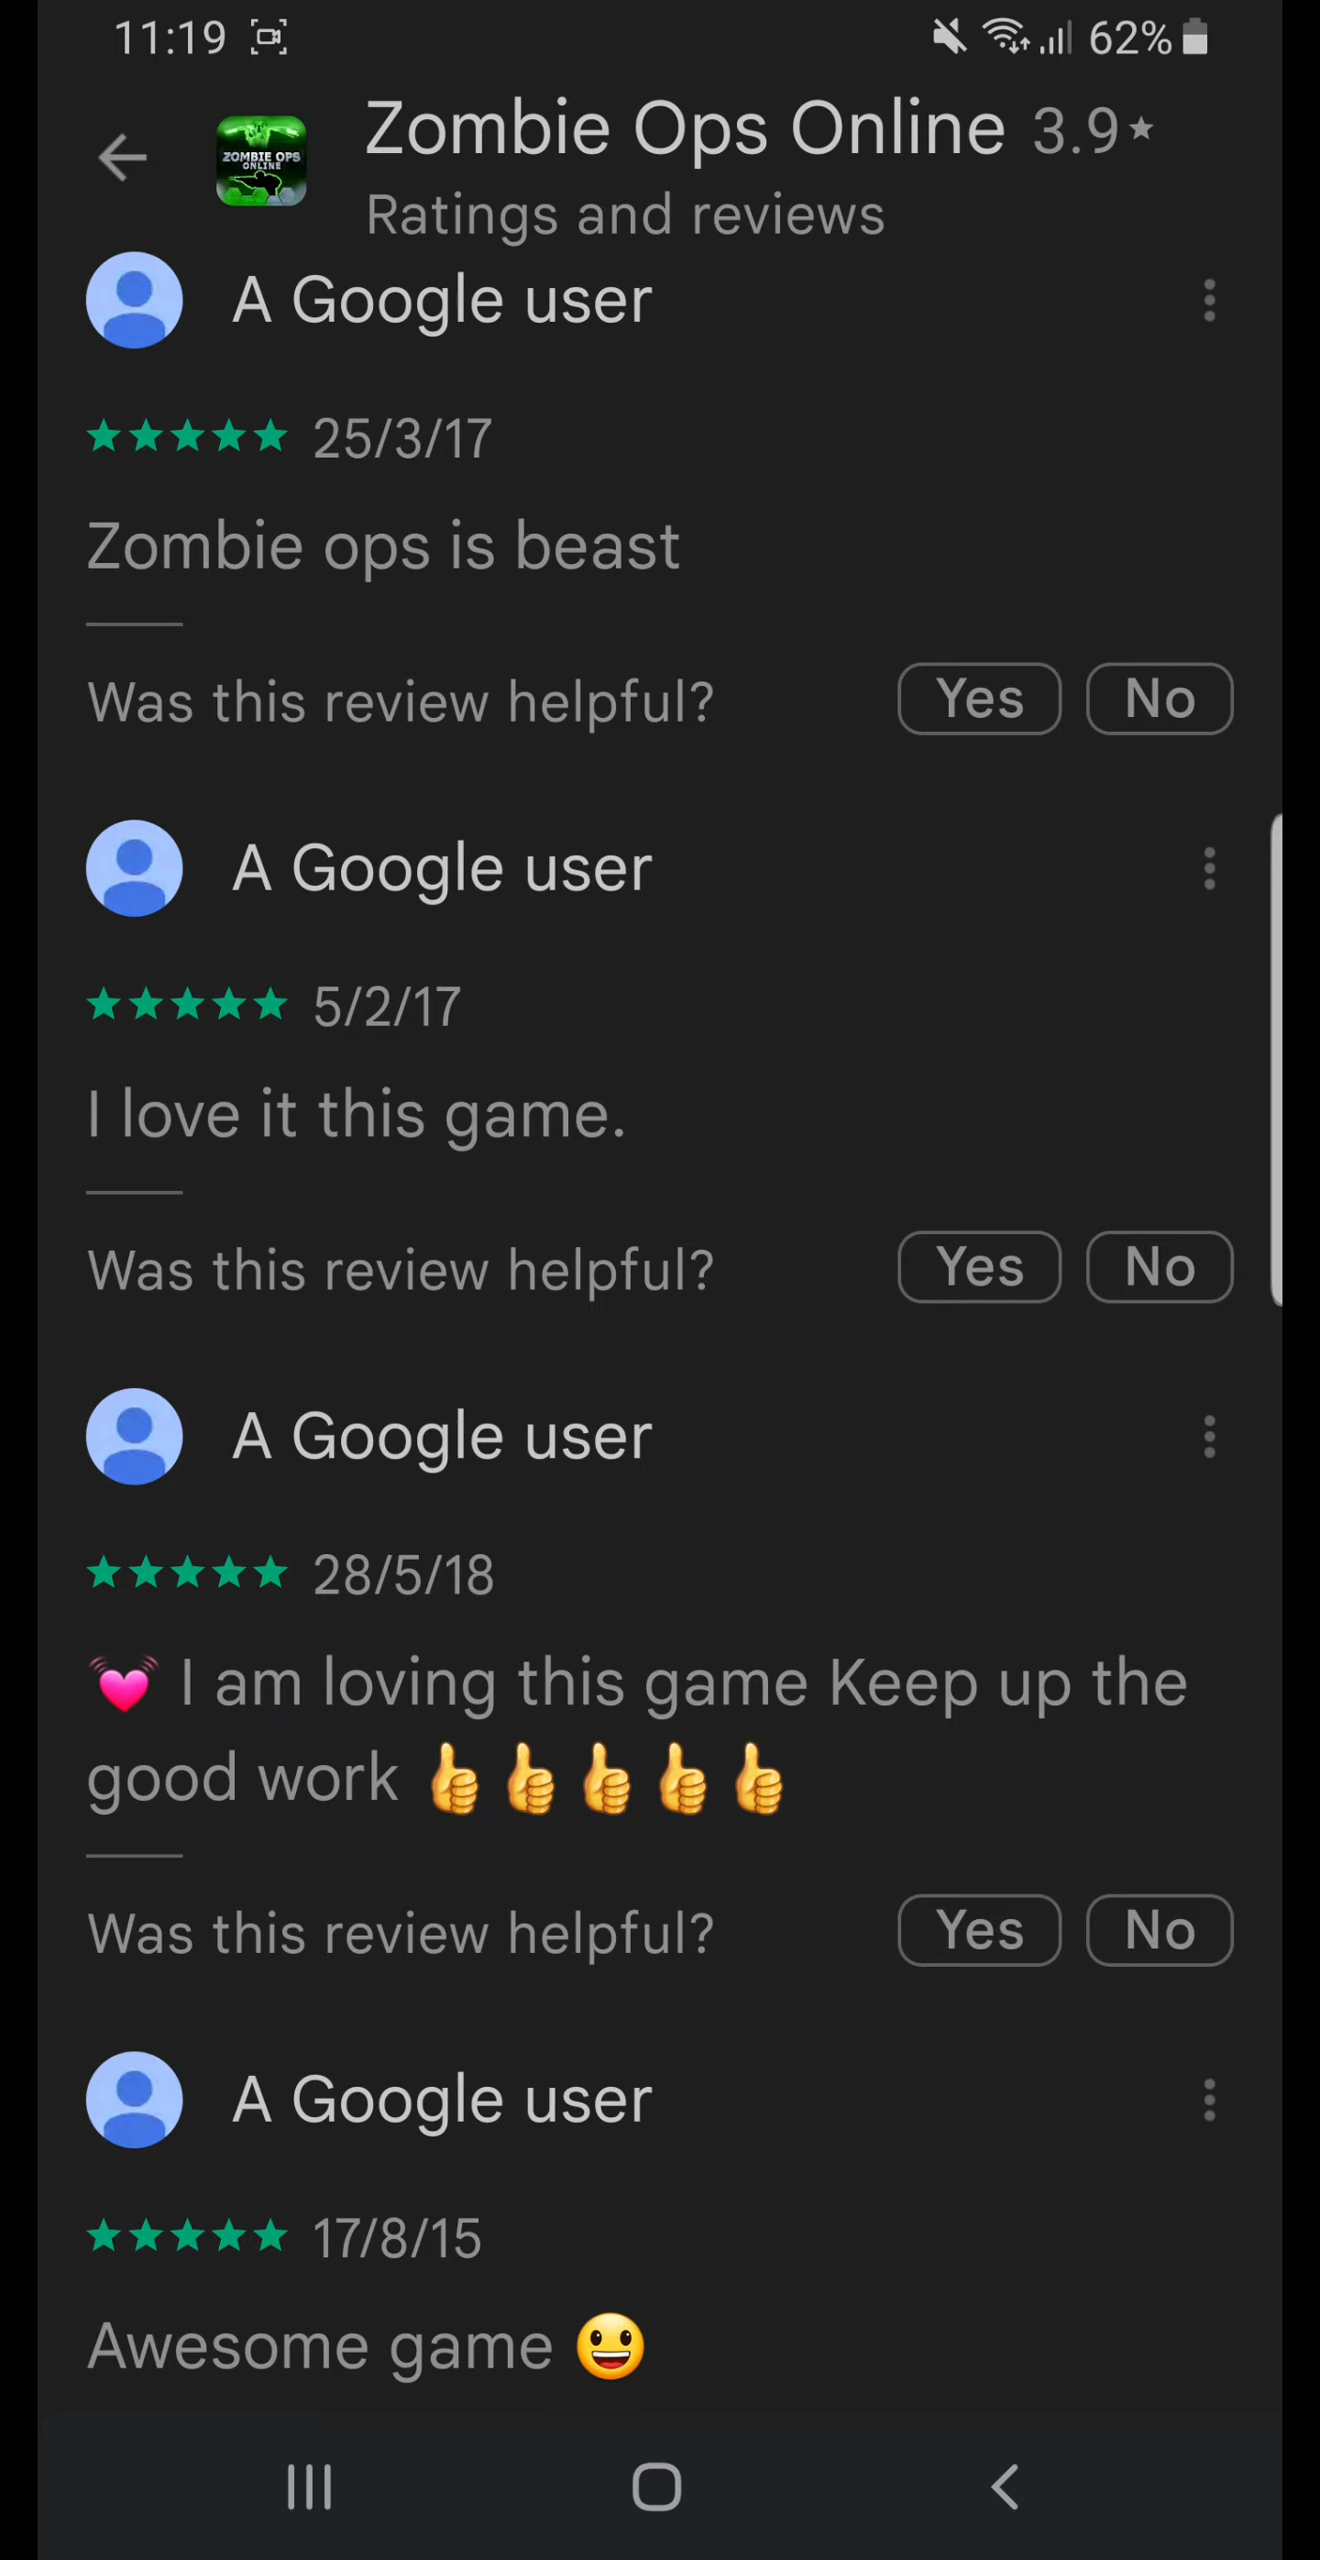 11:19 62%
Zombie Ops Online 3.9★
ZOMBIE OPS
ONLINE
Ratings and reviews
A Google user
★★★★★ 25/3/17
Zombie ops is beast
Was this review helpful? Yes No
A Google user
★★★★★ 5/2/17
I love it this game.
Was this review helpful? Yes No
A Google user
★★★★★ 28/5/18
💓 I am loving this game Keep up the
good work 👍👍👍👍👍
Was this review helpful? Yes No
A Google user
★★★★★ 17/8/15
Awesome game 😃